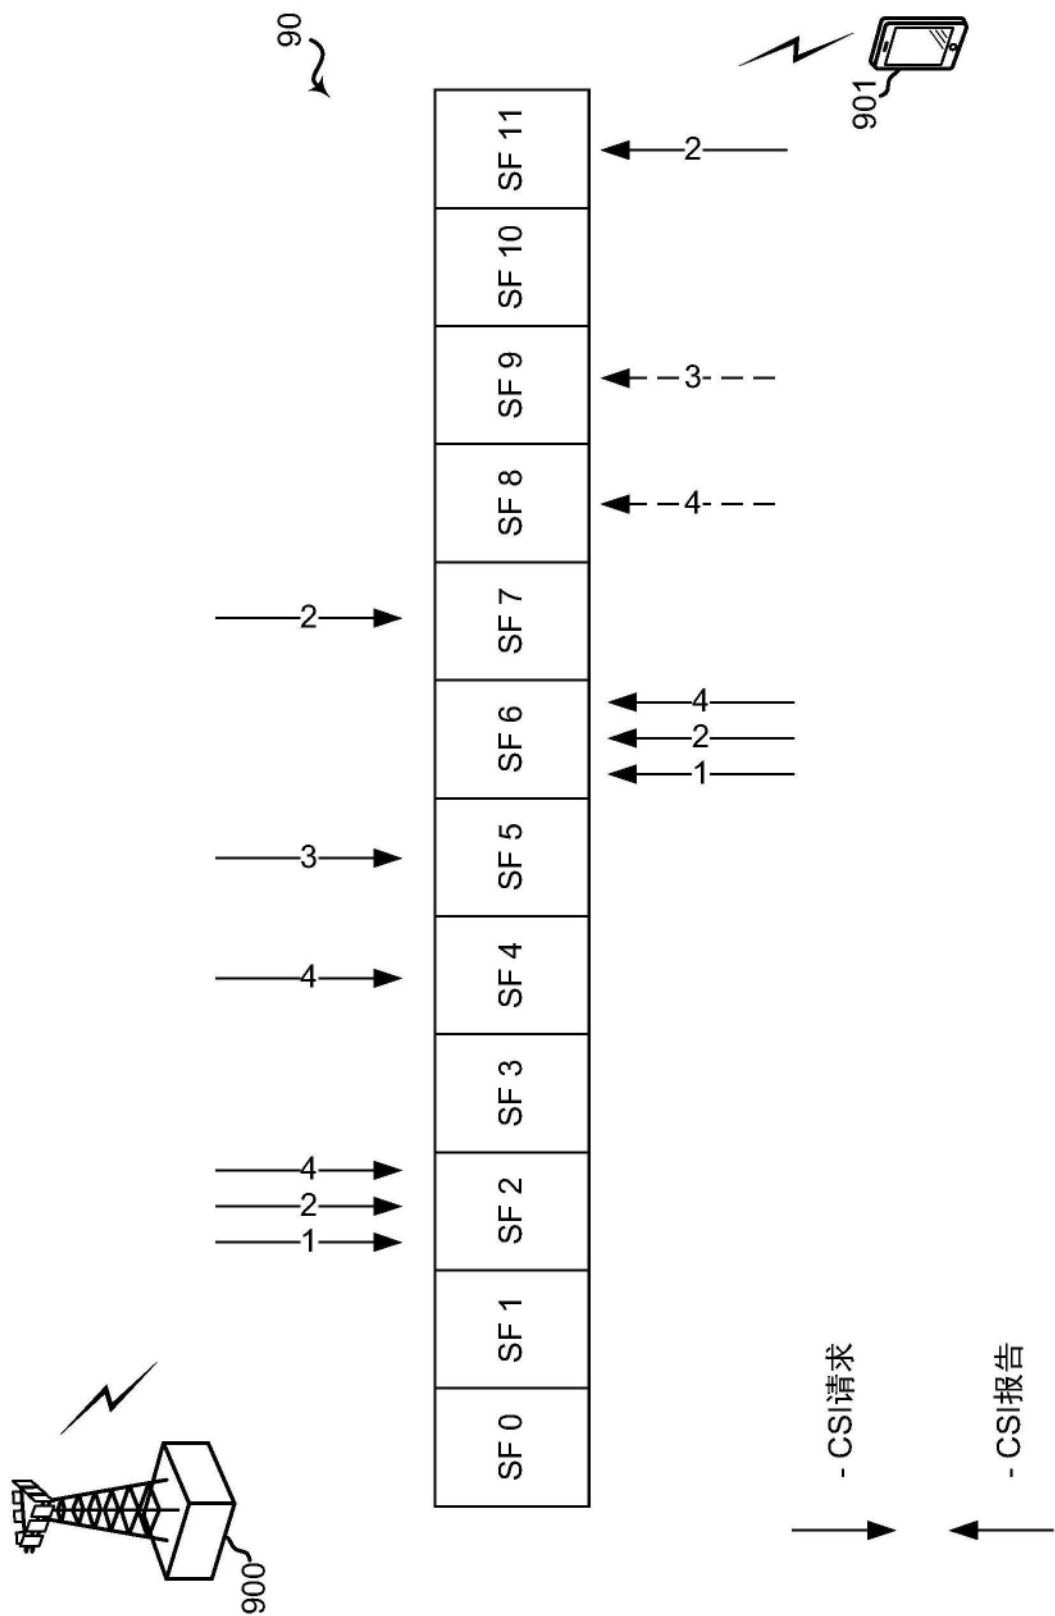 90
901
900
1
2
4
4
3
2
SF 0
SF 1
SF 2
SF 3
SF 4
SF 5
SF 6
SF 7
SF 8
SF 9
SF 10
SF 11
1
2
4
4
3
2
- CSI请求
- CSI报告